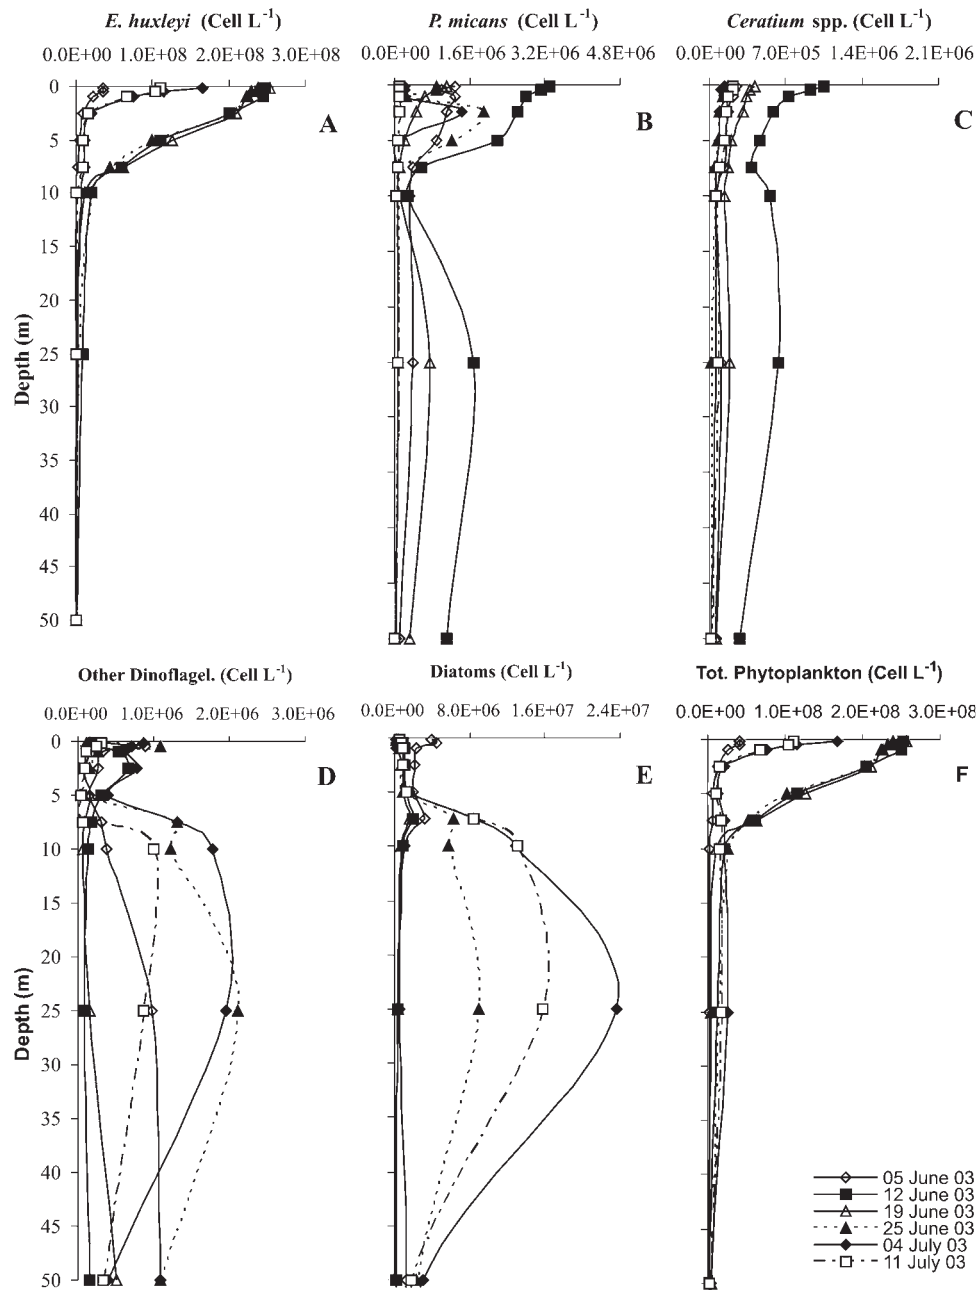 E. huxleyi (Cell L-1)
P. micans (Cell L-1)
Ceratium spp. (Cell L-1)
0.0E+00 1.0E+08 2.0E+08 3.0E+08
0.0E+00 1.6E+06 3.2E+06 4.8E+06
0.0E+00 7.0E+05 1.4E+06 2.1E+06
0
5
10
15
20
25
30
35
40
45
50
Depth (m)
A
B
C
Other Dinoflagel. (Cell L-1)
Diatoms (Cell L-1)
Tot. Phytoplankton (Cell L-1)
0.0E+00 1.0E+06 2.0E+06 3.0E+06
0.0E+00 8.0E+06 1.6E+07 2.4E+07
0.0E+00 1.0E+08 2.0E+08 3.0E+08
0
5
10
15
20
25
30
35
40
45
50
Depth (m)
D
E
F
05 June 03
12 June 03
19 June 03
25 June 03
04 July 03
11 July 03